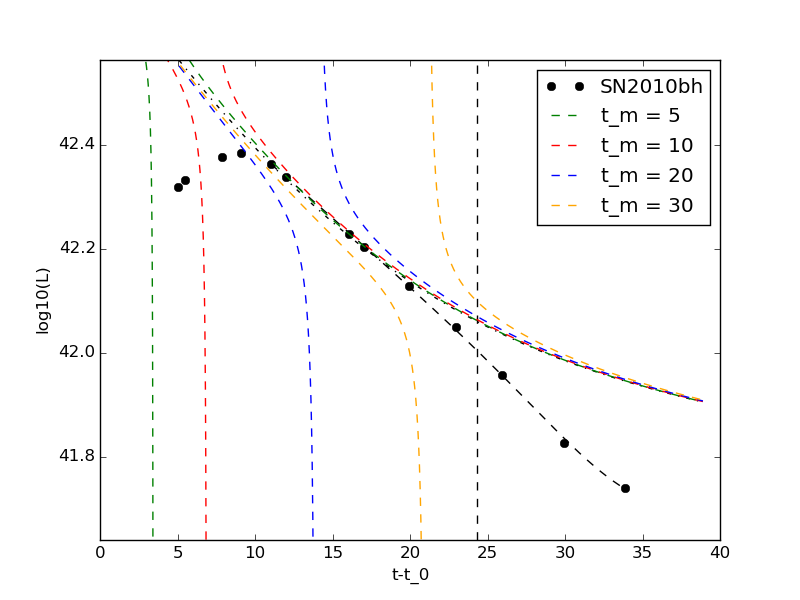 SN2010bh
t_m = 5
t_m = 10
t_m = 20
t_m = 30
42.4
42.2
42.0
41.8
log10(L)
0 5 10 15 20 25 30 35 40
t-t_0